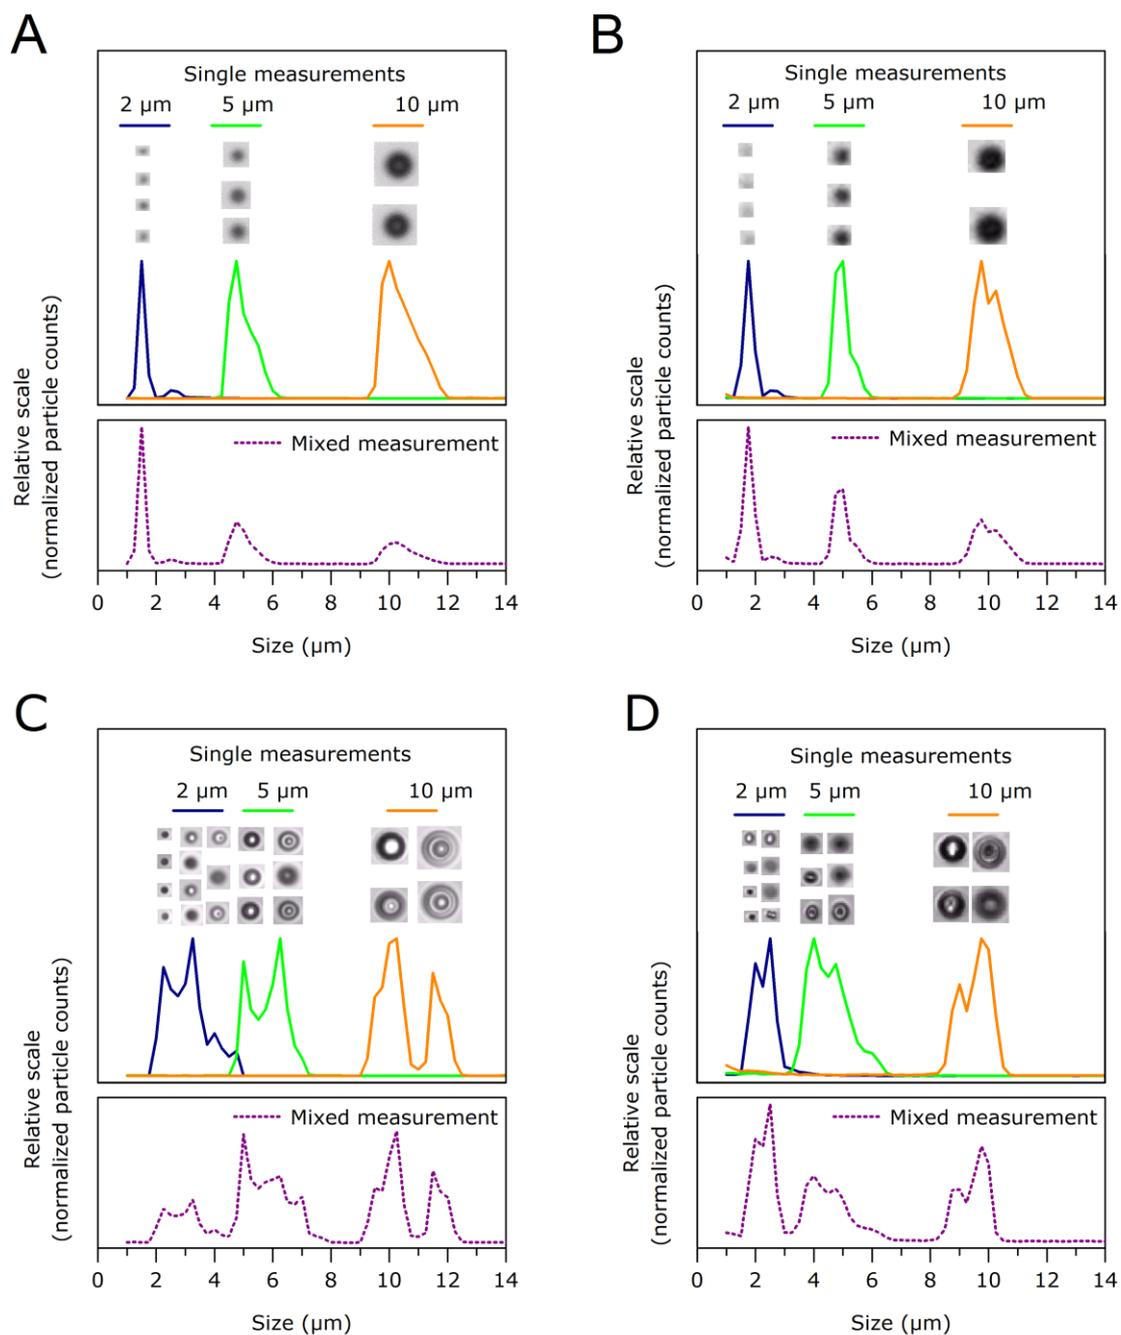 A
Single measurements
2 µm 5 µm 10 µm
Relative scale
(normalized particle counts)
Mixed measurement
0 2 4 6 8 10 12 14
Size (µm)
B
Single measurements
2 µm 5 µm 10 µm
Relative scale
(normalized particle counts)
Mixed measurement
0 2 4 6 8 10 12 14
Size (µm)
C
Single measurements
2 µm 5 µm 10 µm
Relative scale
(normalized particle counts)
Mixed measurement
0 2 4 6 8 10 12 14
Size (µm)
D
Single measurements
2 µm 5 µm 10 µm
Relative scale
(normalized particle counts)
Mixed measurement
0 2 4 6 8 10 12 14
Size (µm)